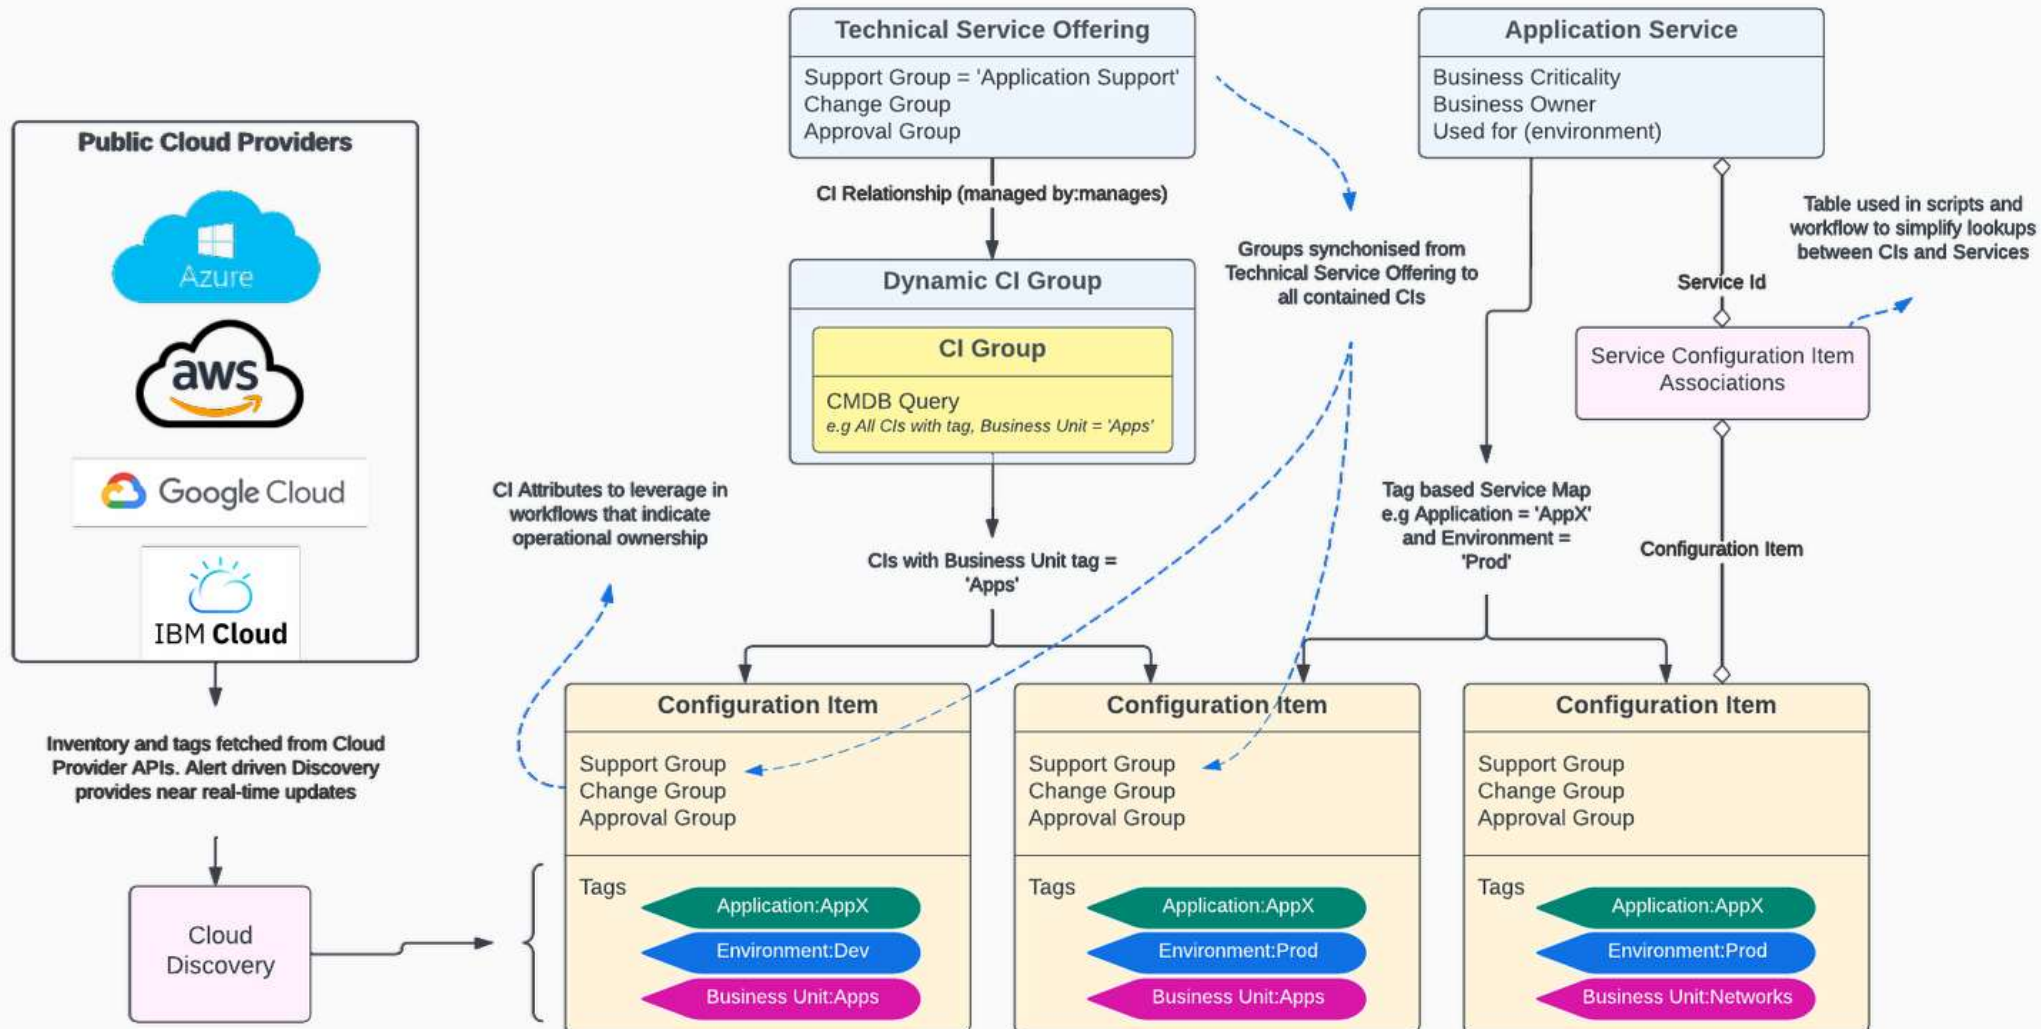 Technical Service Offering
Support Group = 'Application Support'
Change Group
Approval Group
Application Service
Business Criticality
Business Owner
Used for (environment)
Public Cloud Providers
Azure
aws
Google Cloud
IBM Cloud
CI Relationship (managed by:manages)
Dynamic CI Group
CI Group
CMDB Query
e.g All CIs with tag, Business Unit = 'Apps'
Groups synchonised from
Technical Service Offering to
all contained CIs
Table used in scripts and
workflow to simplify lookups
between CIs and Services
Service Id
Service Configuration Item
Associations
CI Attributes to leverage in
workflows that indicate
operational ownership
CIs with Business Unit tag =
'Apps'
Tag based Service Map
e.g Application = 'AppX'
and Environment =
'Prod'
Configuration Item
Inventory and tags fetched from Cloud
Provider APIs. Alert driven Discovery
provides near real-time updates
Cloud
Discovery
Configuration Item
Support Group
Change Group
Approval Group
Tags
Application:AppX
Environment:Dev
Business Unit:Apps
Configuration Item
Support Group
Change Group
Approval Group
Tags
Application:AppX
Environment:Prod
Business Unit:Apps
Configuration Item
Support Group
Change Group
Approval Group
Tags
Application:AppX
Environment:Prod
Business Unit:Networks